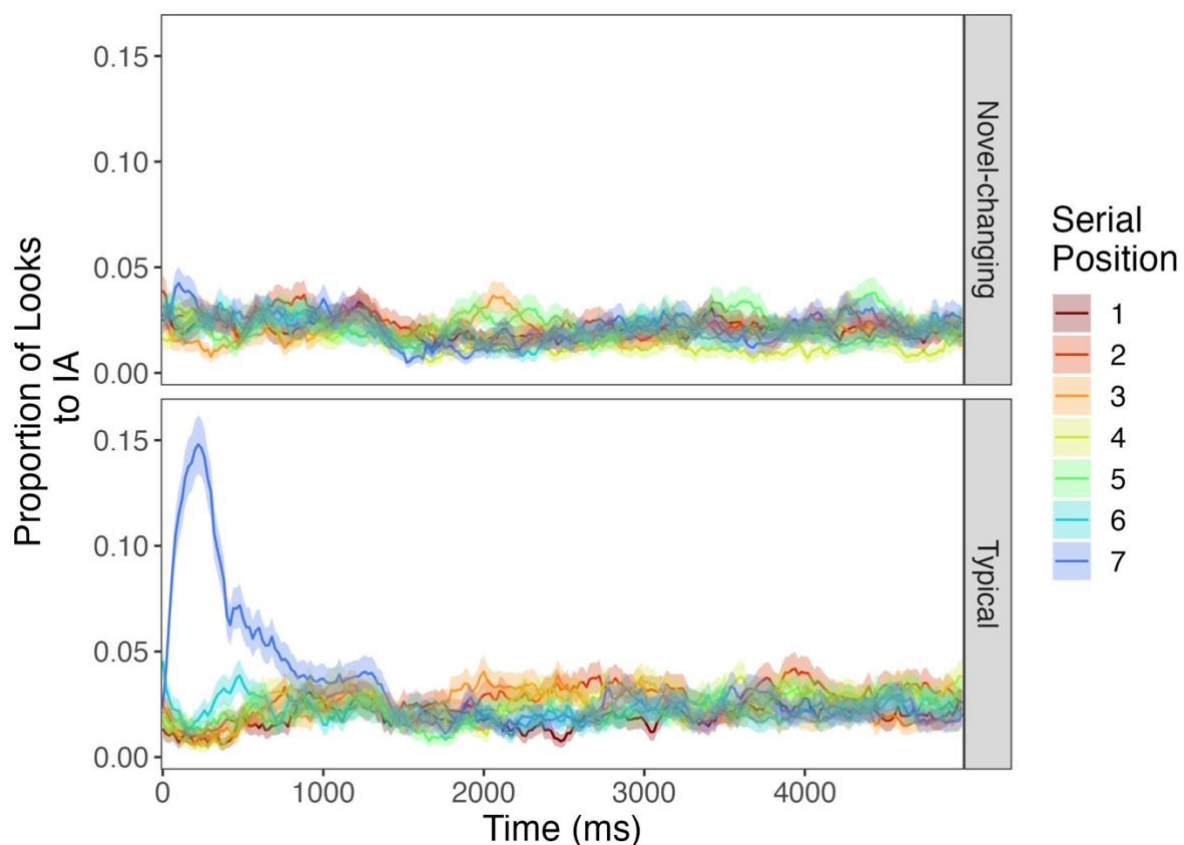 0.15
0.10
0.05
0.00
Novel-changing
0.15
0.10
0.05
0.00
Typical
0
1000
2000
3000
4000
Time (ms)
Proportion of Looks
to IA
Serial
Position
1
2
3
4
5
6
7